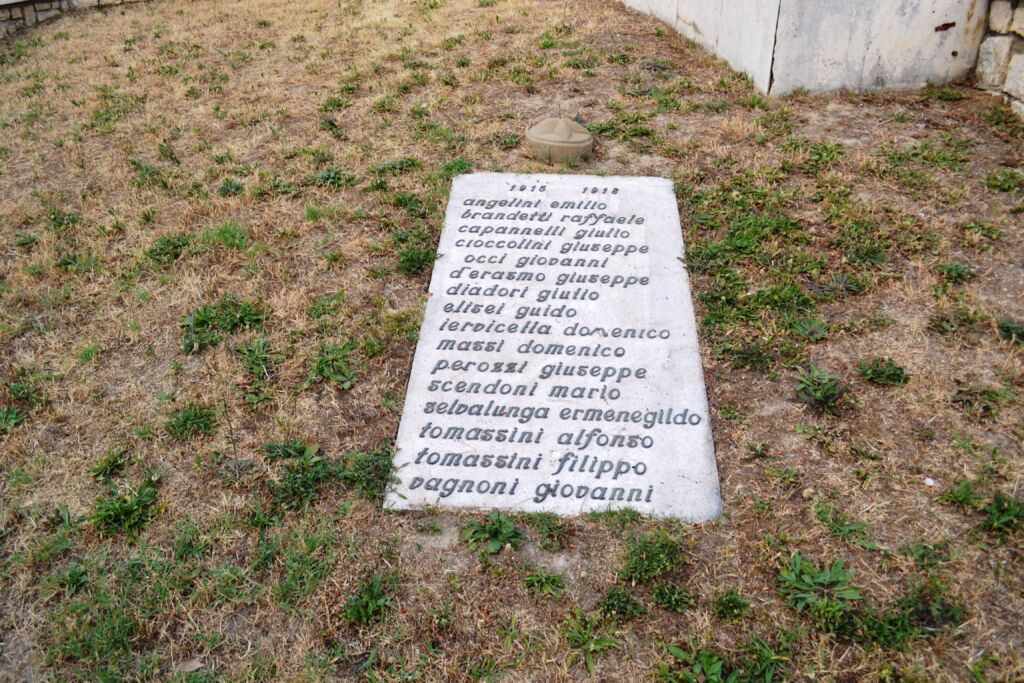 1915 1918
angelini emilio
brandetti raffaele
capannelli giulio
cioccolini giuseppe
occi giovanni
d'erasmo giuseppe
diadori giulio
elisei guido
iervicella domenico
massi domenico
perozzi giuseppe
scendoni mario
selvalunga ermenegildo
tomassini alfonso
tomassini filippo
vagnoni giovanni